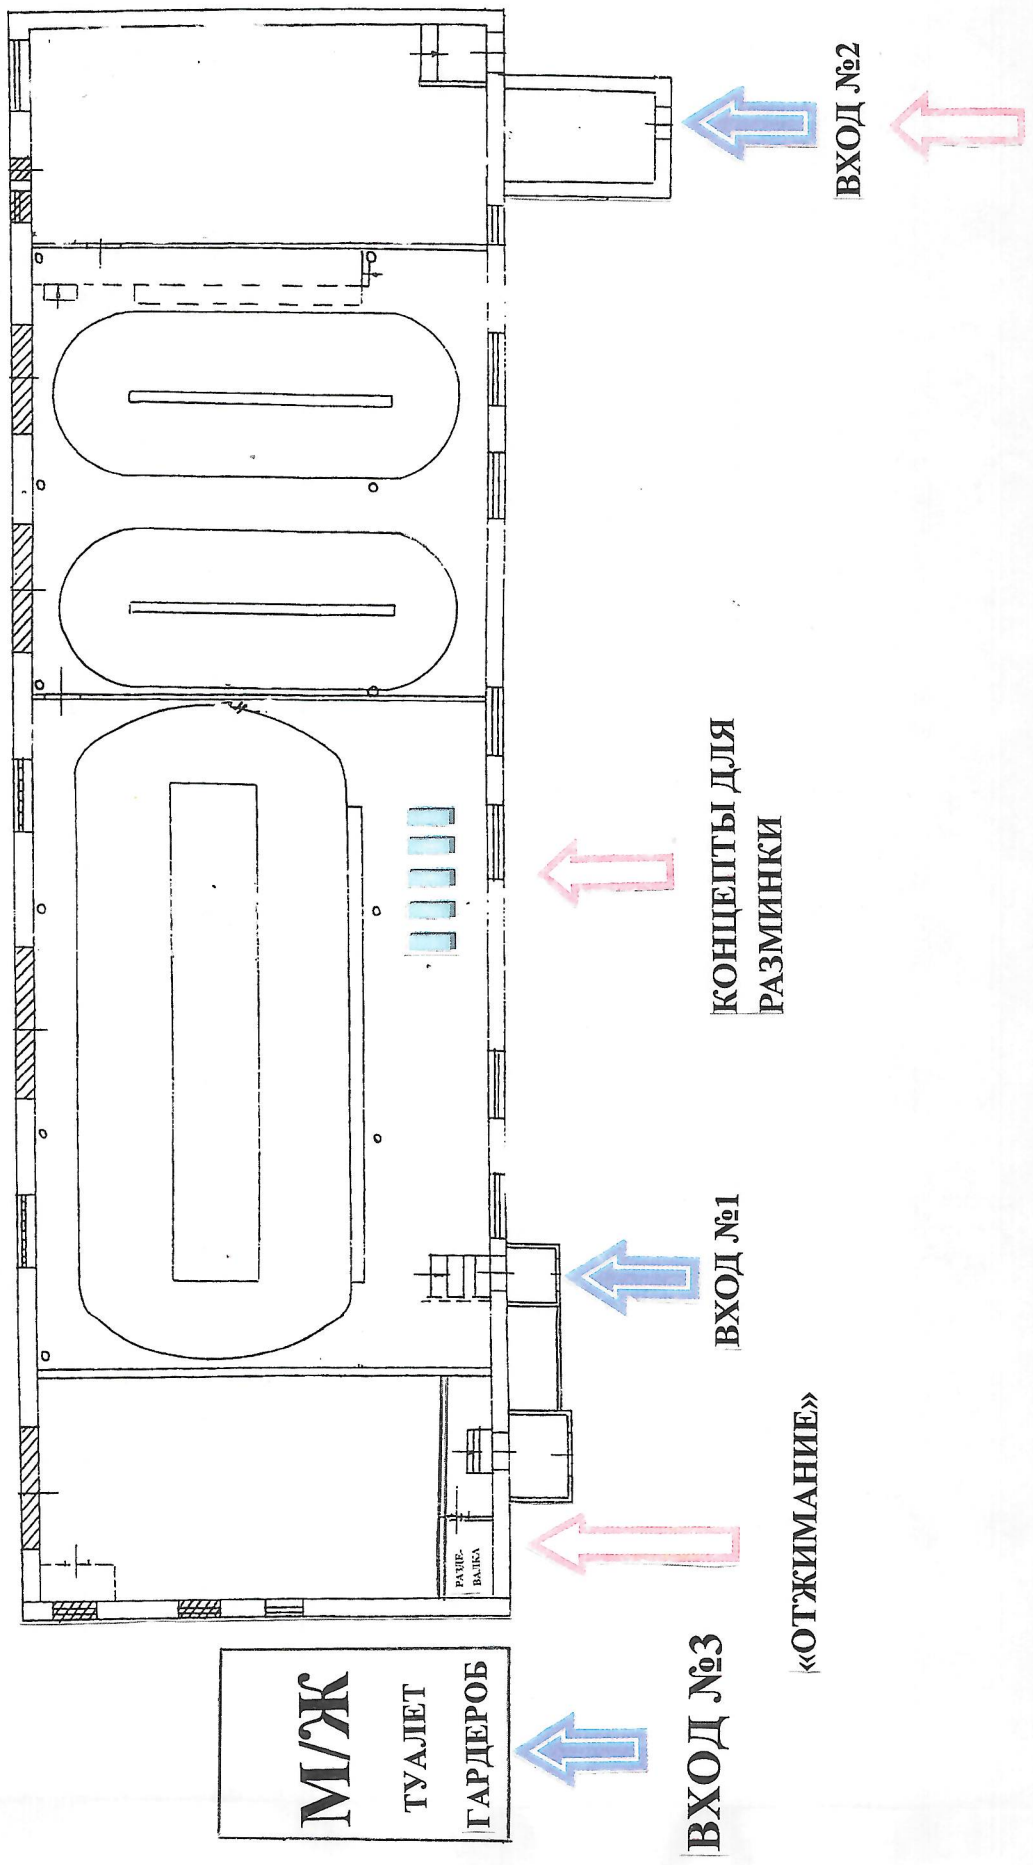 М/Ж
ТУАЛЕТ
ГАРДЕРОБ
ВХОД №3
РАЗДЕ-
ВАЛКА
«ОТЖИМАНИЕ»
ВХОД №1
КОНЦЕПТЫ ДЛЯ
РАЗМИНКИ
ВХОД №2